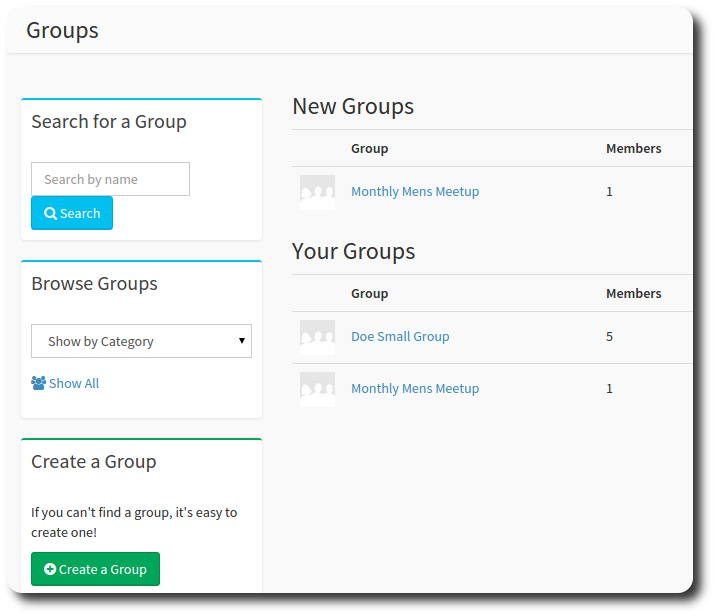 Groups
Search for a Group
Search by name
Search
Browse Groups
Show by Category
Show All
Create a Group
If you can't find a group, it's easy to
create one!
Create a Group
New Groups
Group Members
Monthly Mens Meetup 1
Your Groups
Group Members
Doe Small Group 5
Monthly Mens Meetup 1